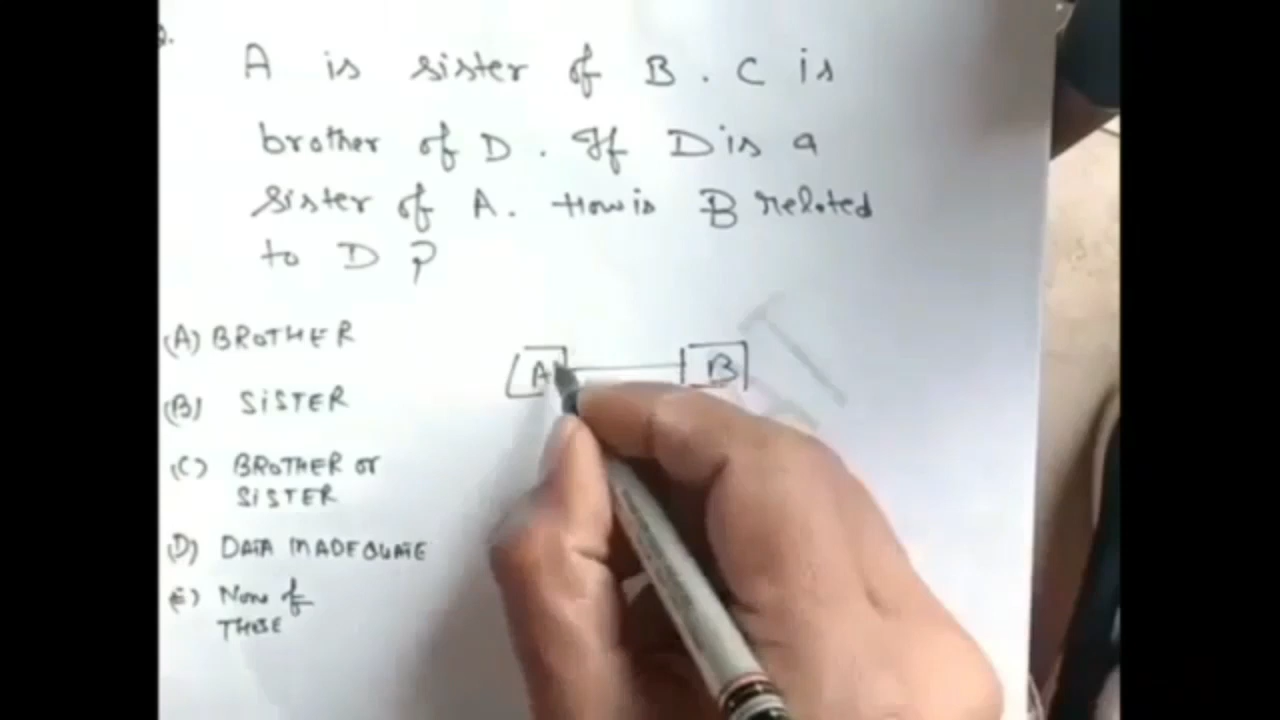 A is sister of B. C is
brother of D. If D is a
sister of A. How is B related
to D ?
(A) BROTHER
(B) SISTER
(C) BROTHER or
SISTER
(D) DATA INADEQUATE
(E) None of
THESE
A B